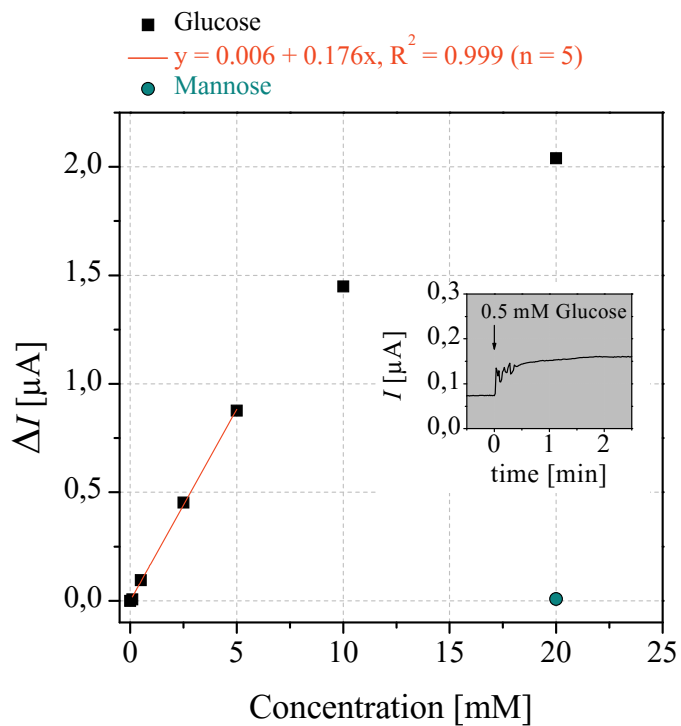 Glucose
y = 0.006 + 0.176x, R² = 0.999 (n = 5)
Mannose
2,0
1,5
1,0
0,5
0,0
ΔI [µA]
0 5 10 15 20 25
Concentration [mM]
0,3
0,2
0,1
0,0
I [µA]
0.5 mM Glucose
0 1 2
time [min]